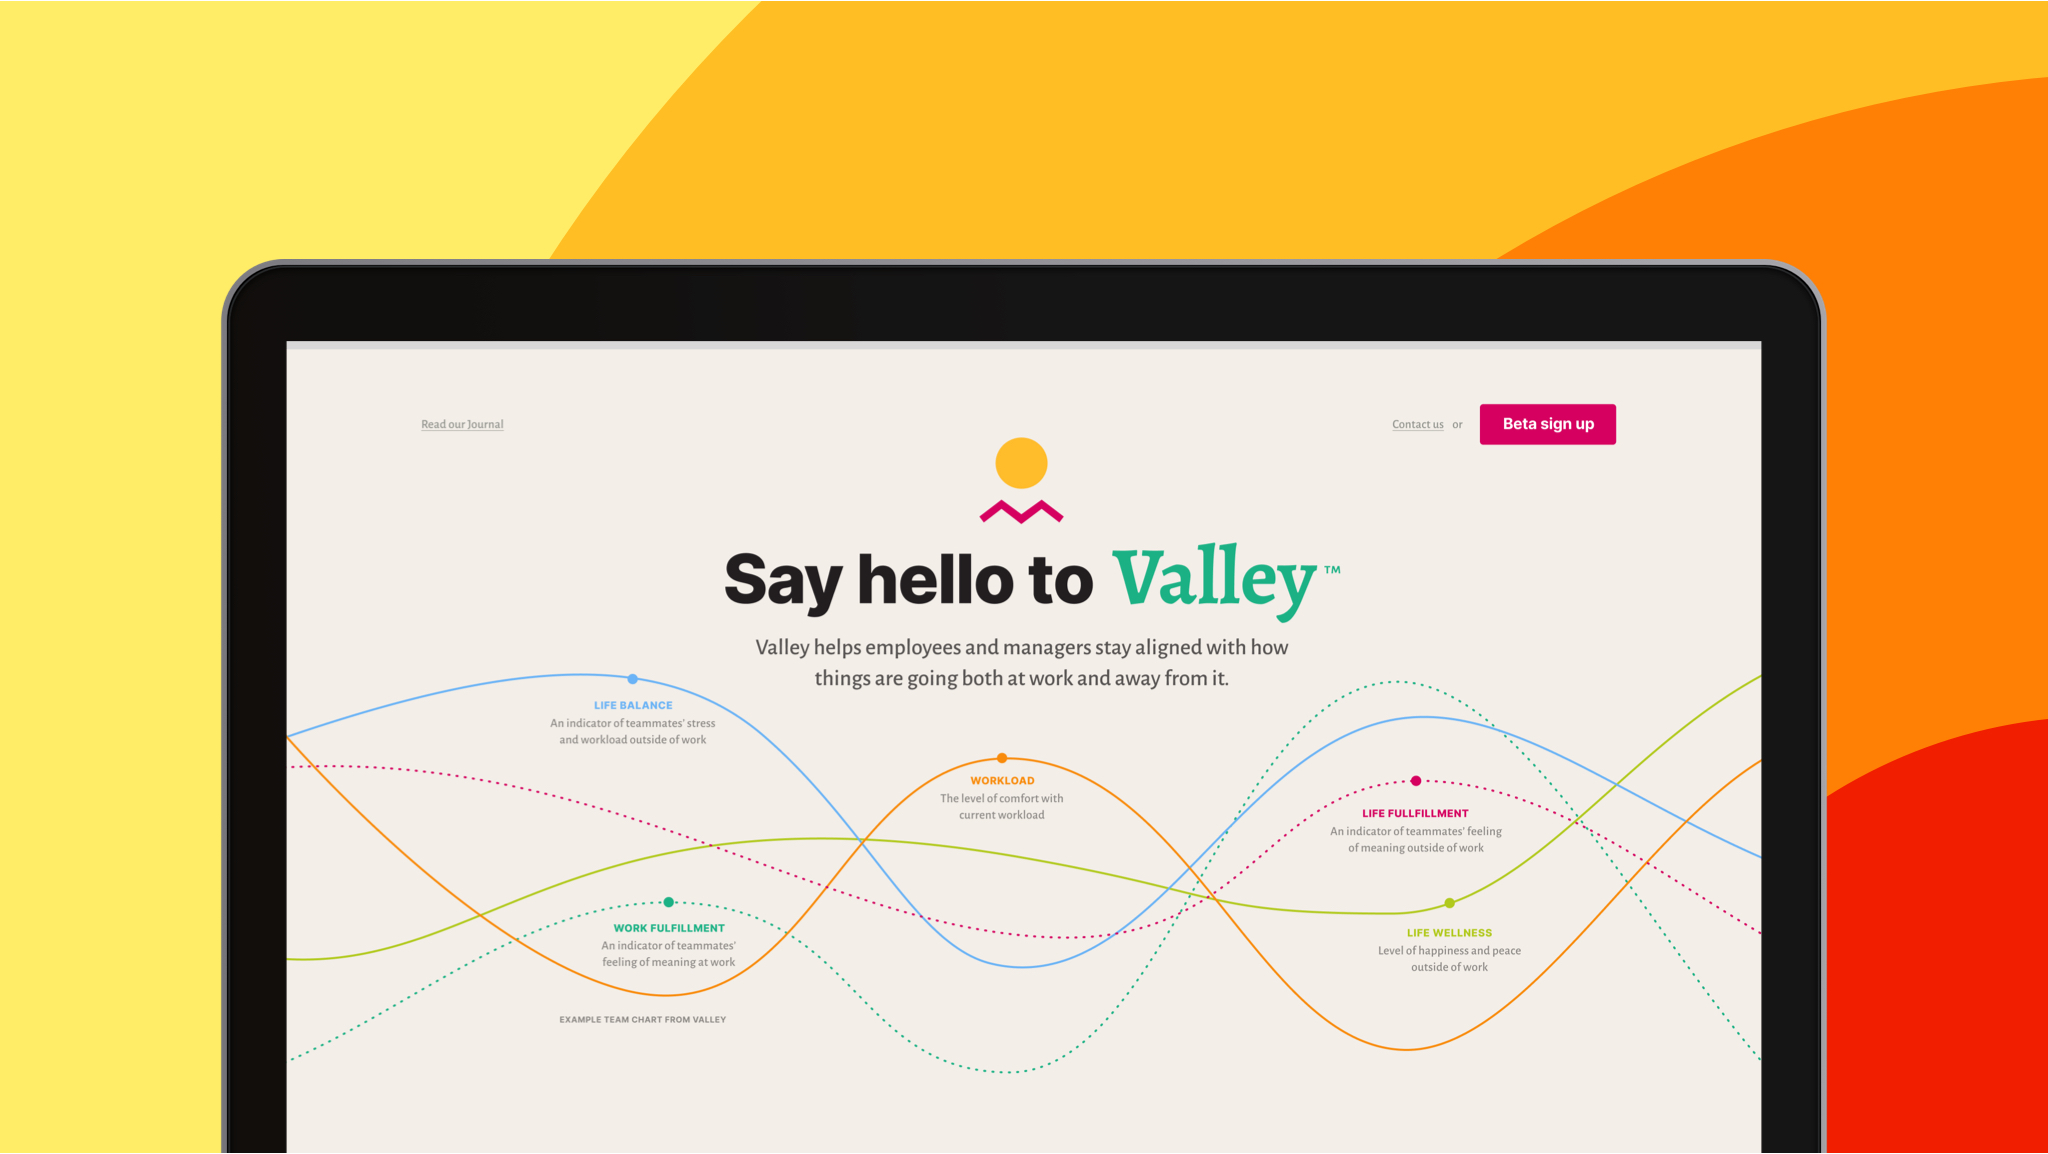 Read our Journal
Contact us or
Beta sign up
Say hello to Valley™
Valley helps employees and managers stay aligned with how
things are going both at work and away from it.
LIFE BALANCE
An indicator of teammates' stress
and workload outside of work
WORKLOAD
The level of comfort with
current workload
LIFE FULLFILLMENT
An indicator of teammates' feeling
of meaning outside of work
WORK FULFILLMENT
An indicator of teammates'
feeling of meaning at work
LIFE WELLNESS
Level of happiness and peace
outside of work
EXAMPLE TEAM CHART FROM VALLEY